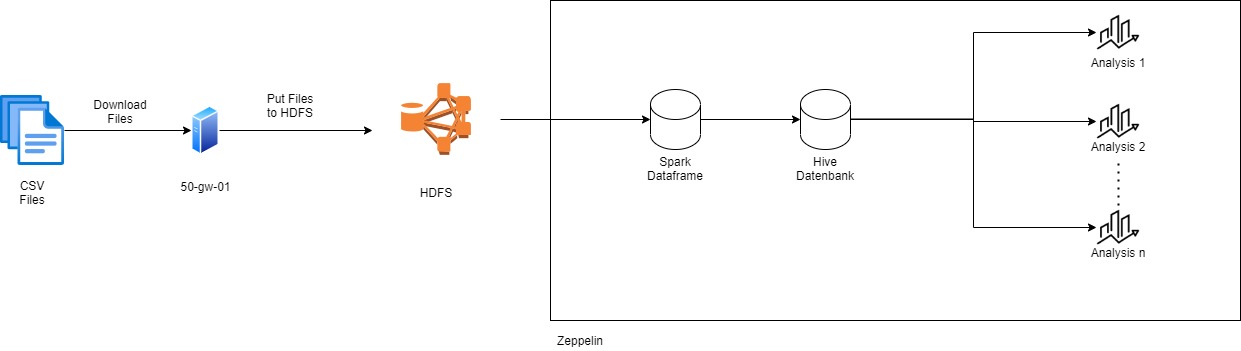 CSV
Files
Download
Files
50-gw-01
Put Files
to HDFS
HDFS
Spark
Dataframe
Hive
Datenbank
Analysis 1
Analysis 2
Analysis n
Zeppelin